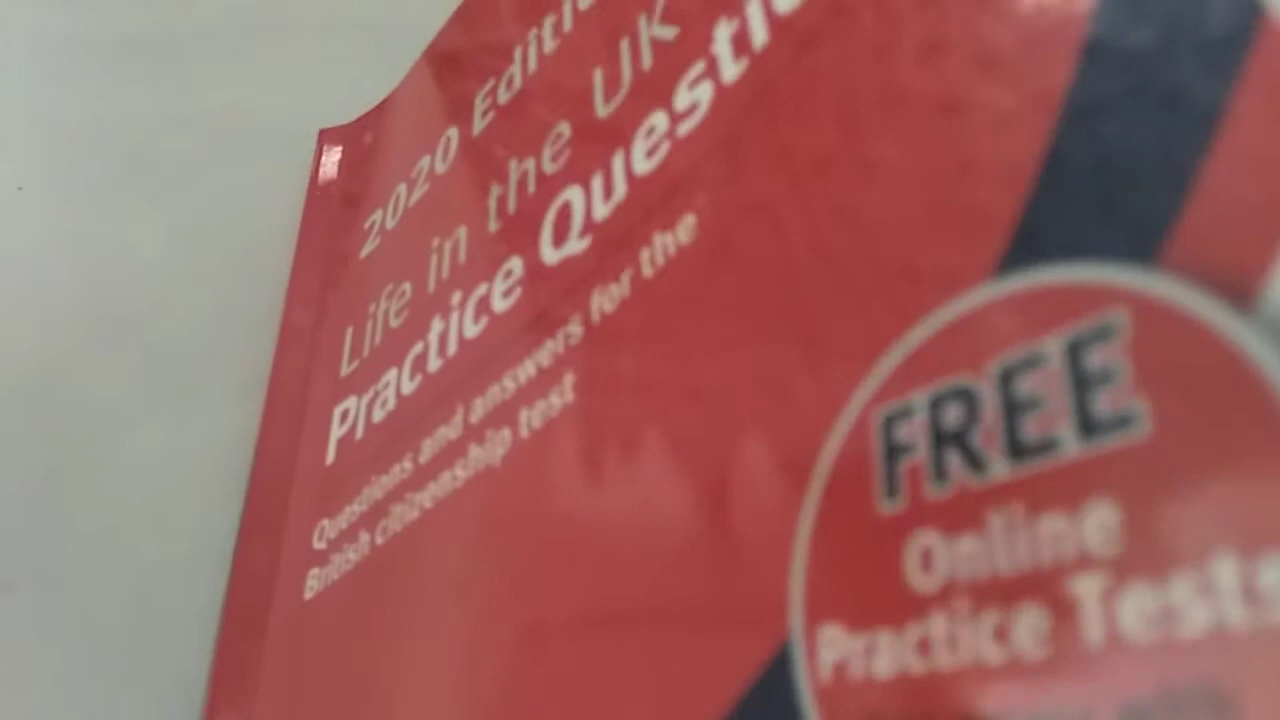 2020 Editi
Life in the UK
Practice Questi
Questions and answers for the
British citizenship test
FREE
Online
Practice Tests